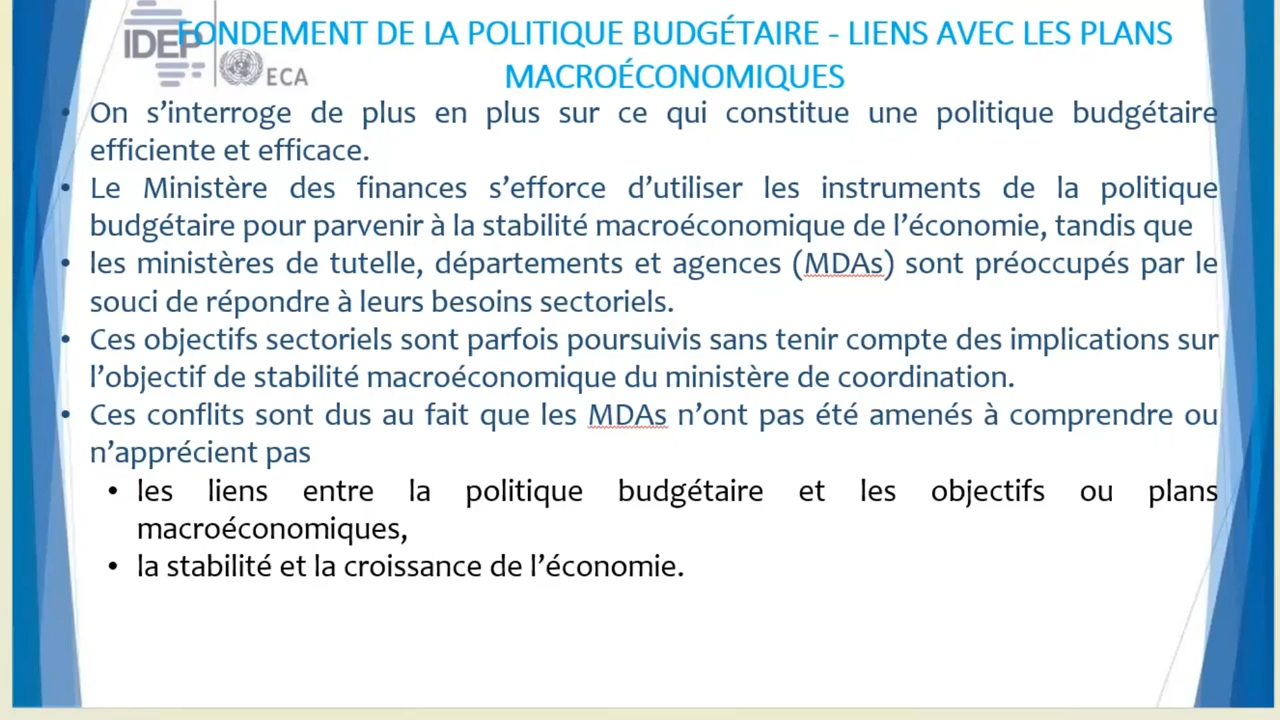 FONDEMENT DE LA POLITIQUE BUDGÉTAIRE - LIENS AVEC LES PLANS
MACROÉCONOMIQUES
IDEP
ECA
• On s’interroge de plus en plus sur ce qui constitue une politique budgétaire
efficiente et efficace.
• Le Ministère des finances s’efforce d’utiliser les instruments de la politique
budgétaire pour parvenir à la stabilité macroéconomique de l’économie, tandis que
• les ministères de tutelle, départements et agences (MDAs) sont préoccupés par le
souci de répondre à leurs besoins sectoriels.
• Ces objectifs sectoriels sont parfois poursuivis sans tenir compte des implications sur
l’objectif de stabilité macroéconomique du ministère de coordination.
• Ces conflits sont dus au fait que les MDAs n’ont pas été amenés à comprendre ou
n’apprécient pas
• les liens entre la politique budgétaire et les objectifs ou plans
macroéconomiques,
• la stabilité et la croissance de l’économie.